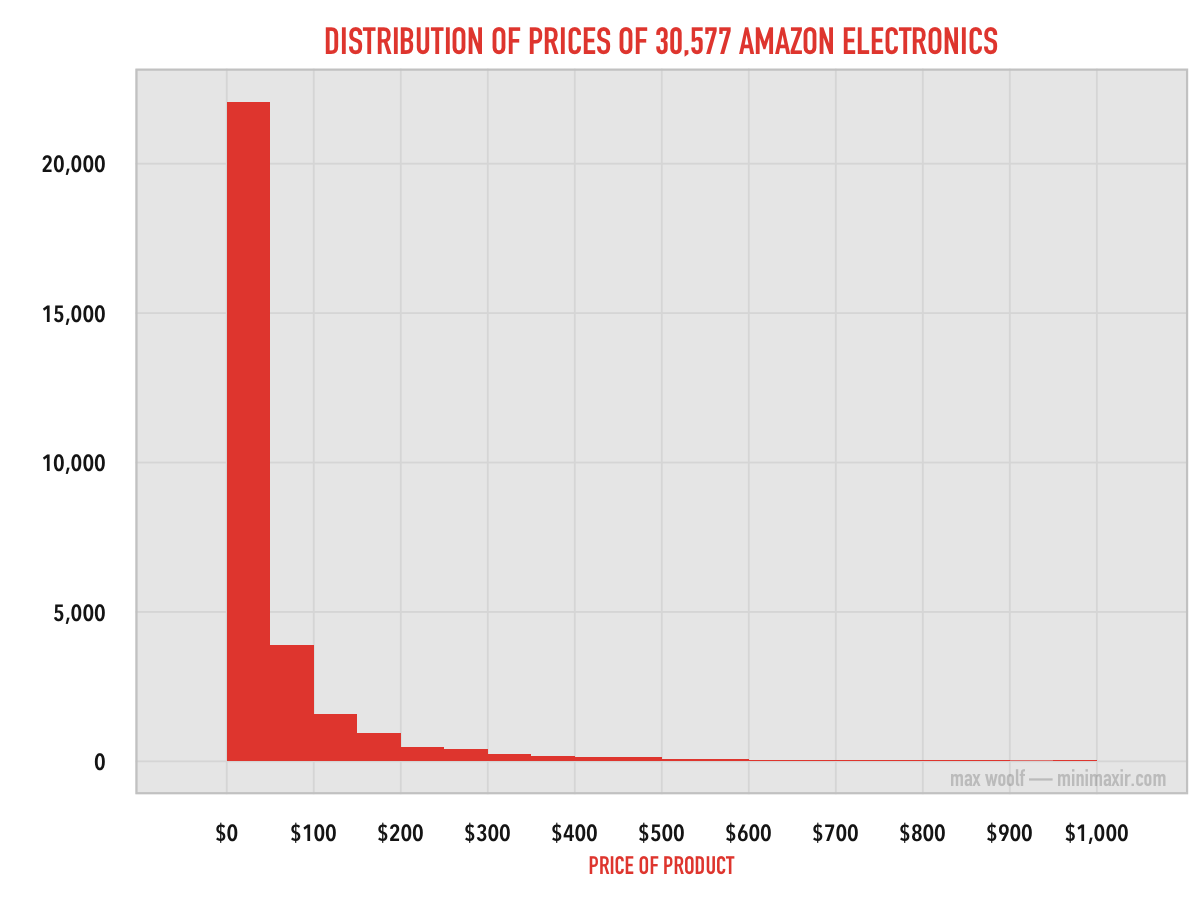 DISTRIBUTION OF PRICES OF 30,577 AMAZON ELECTRONICS
20,000
15,000
10,000
5,000
0
max woolf — minimaxir.com
$0 $100 $200 $300 $400 $500 $600 $700 $800 $900 $1,000
PRICE OF PRODUCT